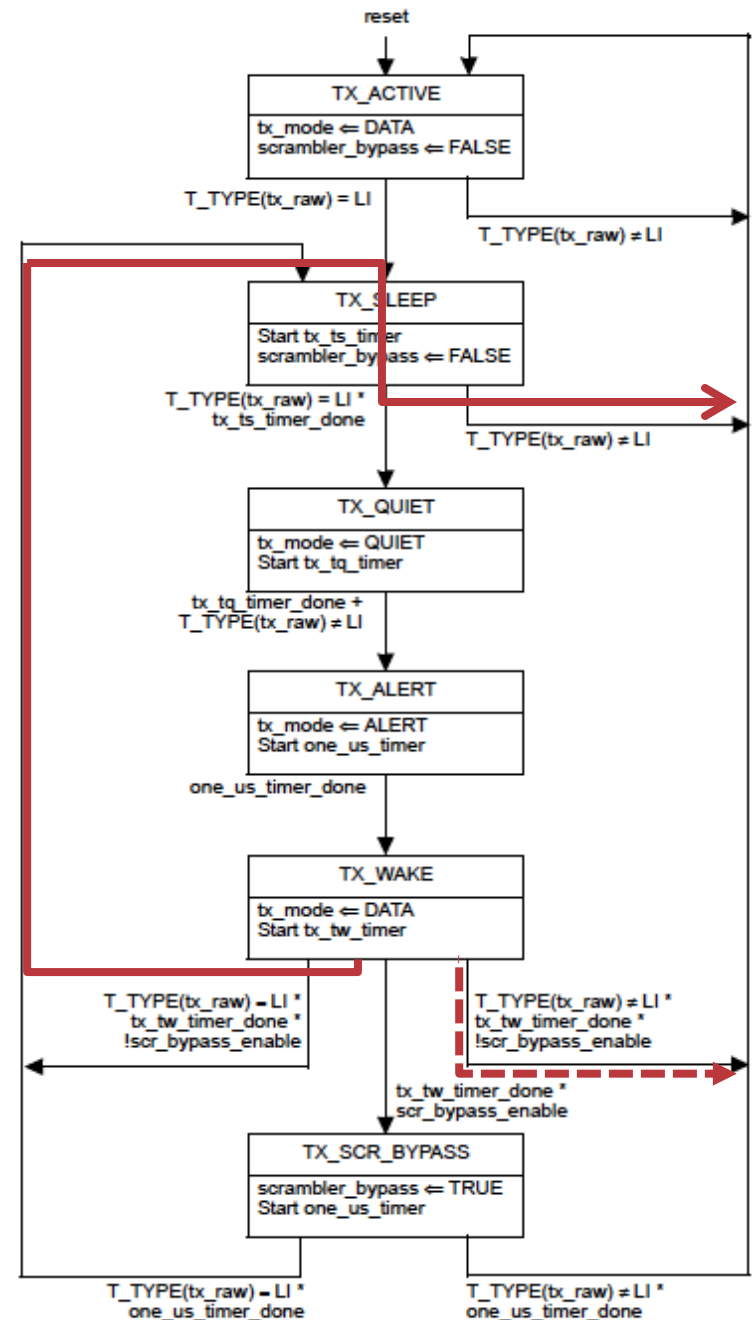 reset
TX_ACTIVE
tx_mode ⇐ DATA
scrambler_bypass ⇐ FALSE
T_TYPE(tx_raw) = LI
T_TYPE(tx_raw) ≠ LI
TX_SLEEP
Start tx_ts_timer
scrambler_bypass ⇐ FALSE
T_TYPE(tx_raw) = LI *
tx_ts_timer_done
T_TYPE(tx_raw) ≠ LI
TX_QUIET
tx_mode ⇐ QUIET
Start tx_tq_timer
tx_tq_timer_done +
T_TYPE(tx_raw) ≠ LI
TX_ALERT
tx_mode ⇐ ALERT
Start one_us_timer
one_us_timer_done
TX_WAKE
tx_mode ⇐ DATA
Start tx_tw_timer
T_TYPE(tx_raw) = LI *
tx_tw_timer_done *
!scr_bypass_enable
T_TYPE(tx_raw) ≠ LI *
tx_tw_timer_done *
!scr_bypass_enable
tx_tw_timer_done *
scr_bypass_enable
TX_SCR_BYPASS
scrambler_bypass ⇐ TRUE
Start one_us_timer
T_TYPE(tx_raw) = LI *
one_us_timer_done
T_TYPE(tx_raw) ≠ LI *
one_us_timer_done